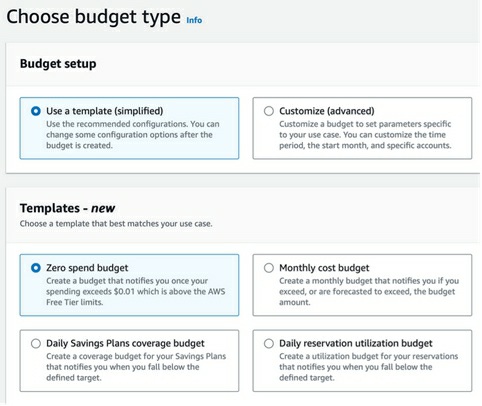 Choose budget type Info
Budget setup
Use a template (simplified)
Use the recommended configurations. You can
change some configuration options after the
budget is created.
Customize (advanced)
Customize a budget to set parameters specific
to your use case. You can customize the time
period, the start month, and specific accounts.
Templates - new
Choose a template that best matches your use case.
Zero spend budget
Create a budget that notifies you once your
spending exceeds $0.01 which is above the AWS
Free Tier limits.
Monthly cost budget
Create a monthly budget that notifies you if you
exceed, or are forecasted to exceed, the budget
amount.
Daily Savings Plans coverage budget
Create a coverage budget for your Savings Plans
that notifies you when you fall below the
defined target.
Daily reservation utilization budget
Create a utilization budget for your reservations
that notifies you when you fall below the
defined target.